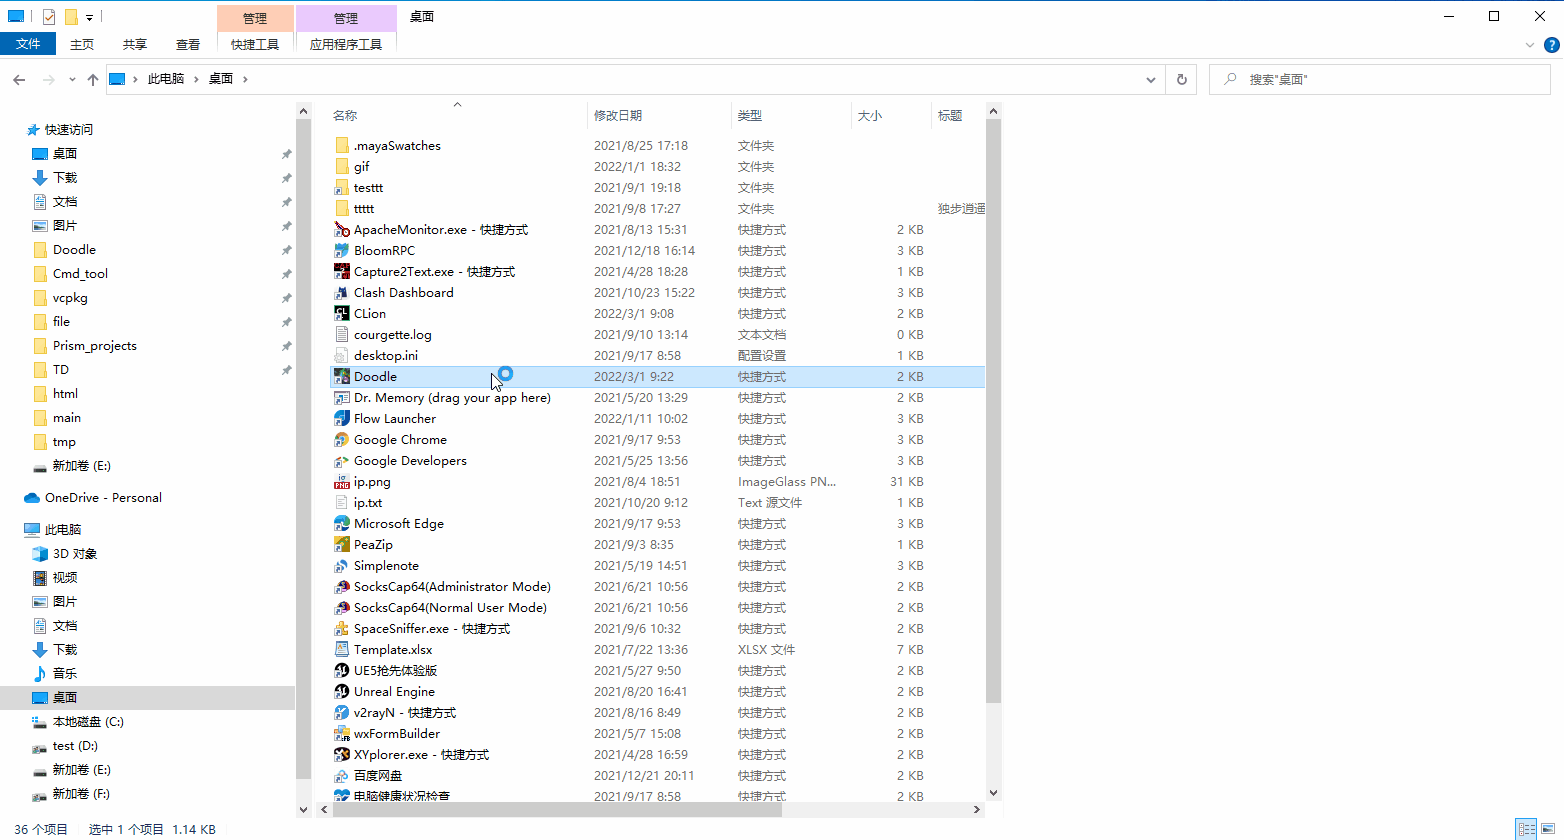 管理 管理 桌面
文件 主页 共享 查看 快捷工具 应用程序工具
此电脑 桌面 搜索"桌面"
快速访问
桌面
下载
文档
图片
Doodle
Cmd_tool
vcpkg
file
Prism_projects
TD
html
main
tmp
新加卷 (E:)
OneDrive - Personal
此电脑
3D 对象
视频
图片
文档
下载
音乐
桌面
本地磁盘 (C:)
test (D:)
新加卷 (E:)
新加卷 (F:)
名称 修改日期 类型 大小 标题
.mayaSwatches 2021/8/25 17:18 文件夹
gif 2022/1/1 18:32 文件夹
testtt 2021/9/1 19:18 文件夹
ttttt 2021/9/8 17:27 文件夹 独步逍遥
ApacheMonitor.exe - 快捷方式 2021/8/13 15:31 快捷方式 2 KB
BloomRPC 2021/12/18 16:14 快捷方式 3 KB
Capture2Text.exe - 快捷方式 2021/4/28 18:28 快捷方式 1 KB
Clash Dashboard 2021/10/23 15:22 快捷方式 3 KB
CLion 2022/3/1 9:08 快捷方式 2 KB
courgette.log 2021/9/10 13:14 文本文档 0 KB
desktop.ini 2021/9/17 8:58 配置设置 1 KB
Doodle 2022/3/1 9:22 快捷方式 2 KB
Dr. Memory (drag your app here) 2021/5/20 13:29 快捷方式 2 KB
Flow Launcher 2022/1/11 10:02 快捷方式 3 KB
Google Chrome 2021/9/17 9:53 快捷方式 3 KB
Google Developers 2021/5/25 13:56 快捷方式 3 KB
ip.png 2021/8/4 18:51 ImageGlass PN... 31 KB
ip.txt 2021/10/20 9:12 Text 源文件 1 KB
Microsoft Edge 2021/9/17 9:53 快捷方式 3 KB
PeaZip 2021/9/3 8:35 快捷方式 1 KB
Simplenote 2021/5/19 14:51 快捷方式 3 KB
SocksCap64(Administrator Mode) 2021/6/21 10:56 快捷方式 2 KB
SocksCap64(Normal User Mode) 2021/6/21 10:56 快捷方式 2 KB
SpaceSniffer.exe - 快捷方式 2021/9/6 10:32 快捷方式 2 KB
Template.xlsx 2021/7/22 13:36 XLSX 文件 7 KB
UE5抢先体验版 2021/5/27 9:50 快捷方式 2 KB
Unreal Engine 2021/8/20 16:41 快捷方式 2 KB
v2rayN - 快捷方式 2021/8/16 8:49 快捷方式 2 KB
wxFormBuilder 2021/5/7 15:08 快捷方式 2 KB
XYplorer.exe - 快捷方式 2021/4/28 16:59 快捷方式 2 KB
百度网盘 2021/12/21 20:11 快捷方式 2 KB
电脑健康状况检查 2021/9/17 8:58 快捷方式 2 KB
36 个项目 选中 1 个项目 1.14 KB